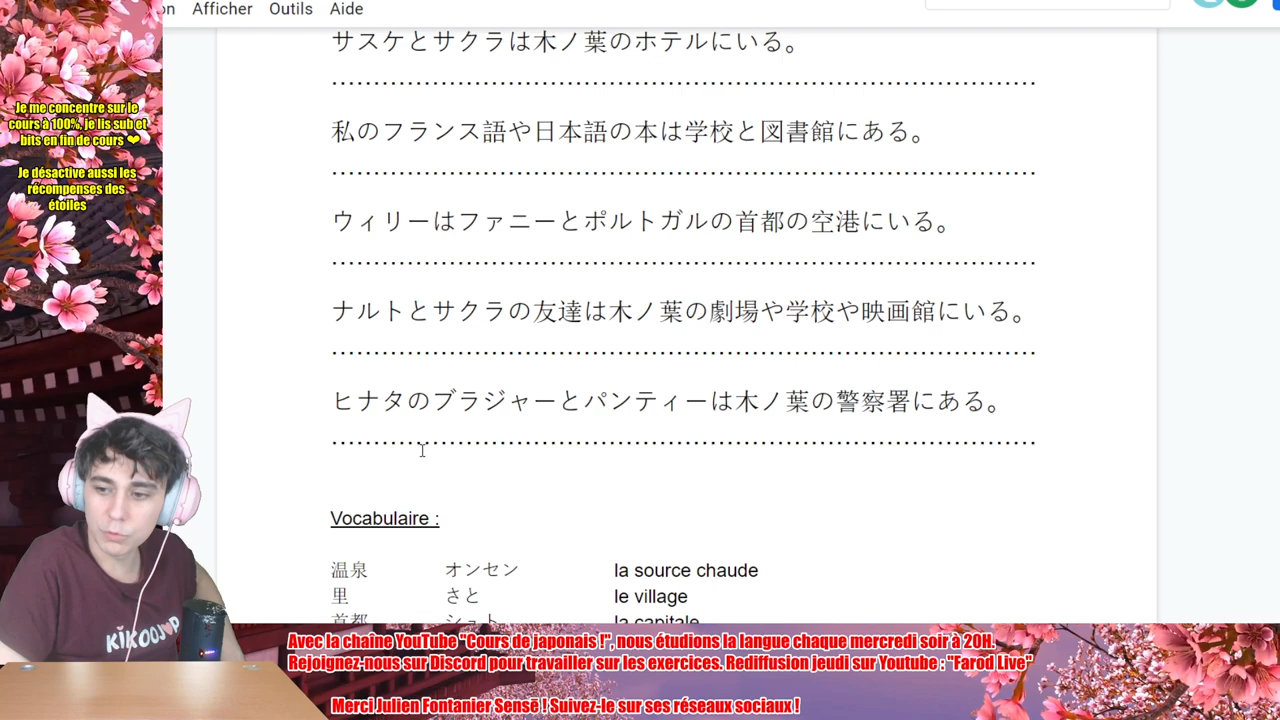 on Afficher Outils Aide
サスケとサクラは木ノ葉のホテルにいる。
私のフランス語や日本語の本は学校と図書館にある。
ウィリーはファニーとポルトガルの首都の空港にいる。
ナルトとサクラの友達は木ノ葉の劇場や学校や映画館にいる。
ヒナタのブラジャーとパンティーは木ノ葉の警察署にある。
Vocabulaire :
温泉 オンセン la source chaude
里 さと le village
首都 シュト la capitale
Je me concentre sur le
cours à 100%, je lis sub et
bits en fin de cours ❤
Je désactive aussi les
récompenses des
étoiles
KIKOOJAP
Avec la chaîne YouTube "Cours de japonais !", nous étudions la langue chaque mercredi soir à 20H.
Rejoignez-nous sur Discord pour travailler sur les exercices. Rediffusion jeudi sur Youtube : "Farod Live"
Merci Julien Fontanier Sensē ! Suivez-le sur ses réseaux sociaux !